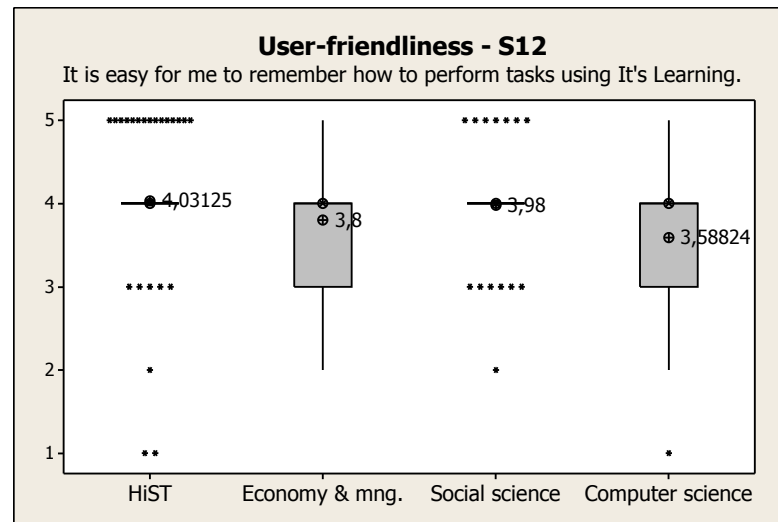 User-friendliness - S12
It is easy for me to remember how to perform tasks using It's Learning.
5
4
3
2
1
4,03125
3,8
3,98
3,58824
HiST
Economy & mng.
Social science
Computer science